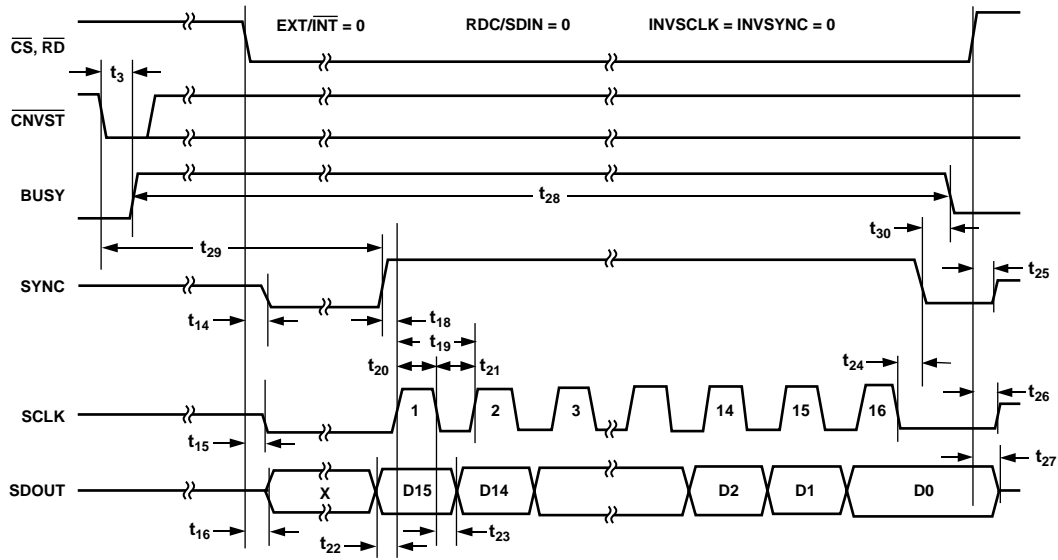 EXT/INT = 0 RDC/SDIN = 0 INVSCLK = INVSYNC = 0
CS, RD
t3
CNVST
BUSY
t28
t29
t30
SYNC
t25
t14
t18
t19
t20
t21
t24
t26
SCLK
1 2 3 14 15 16
t15
t27
SDOUT
X D15 D14 D2 D1 D0
t16
t22
t23